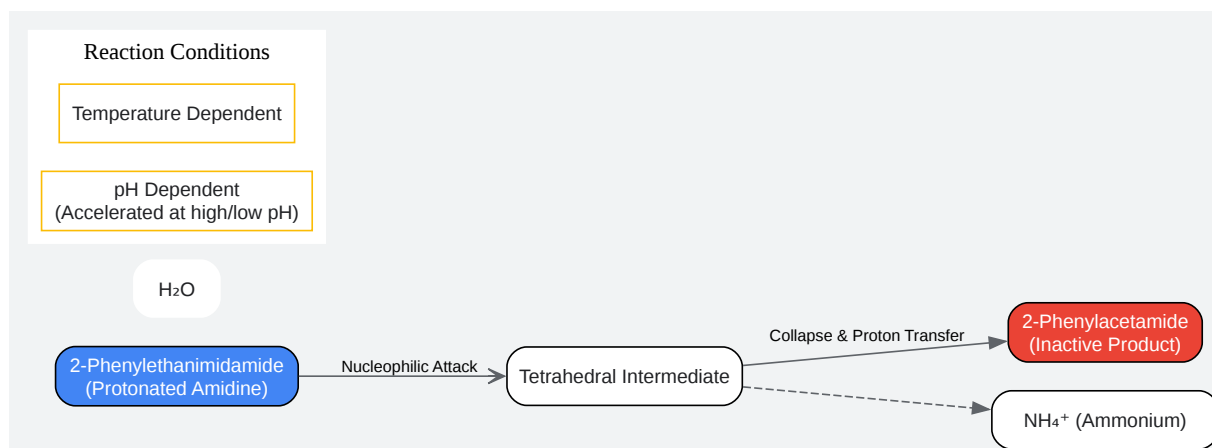 Reaction Conditions
Temperature Dependent
pH Dependent
(Accelerated at high/low pH)
H₂O
2-Phenylethanimidamide
(Protonated Amidine)
Nucleophilic Attack
Tetrahedral Intermediate
Collapse & Proton Transfer
2-Phenylacetamide
(Inactive Product)
NH₄⁺ (Ammonium)